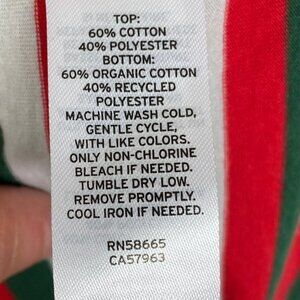 TOP:
60% COTTON
40% POLYESTER
BOTTOM:
60% ORGANIC COTTON
40% RECYCLED
POLYESTER
MACHINE WASH COLD,
GENTLE CYCLE,
WITH LIKE COLORS.
ONLY NON-CHLORINE
BLEACH IF NEEDED.
TUMBLE DRY LOW.
REMOVE PROMPTLY.
COOL IRON IF NEEDED.
RN58665
CA57963